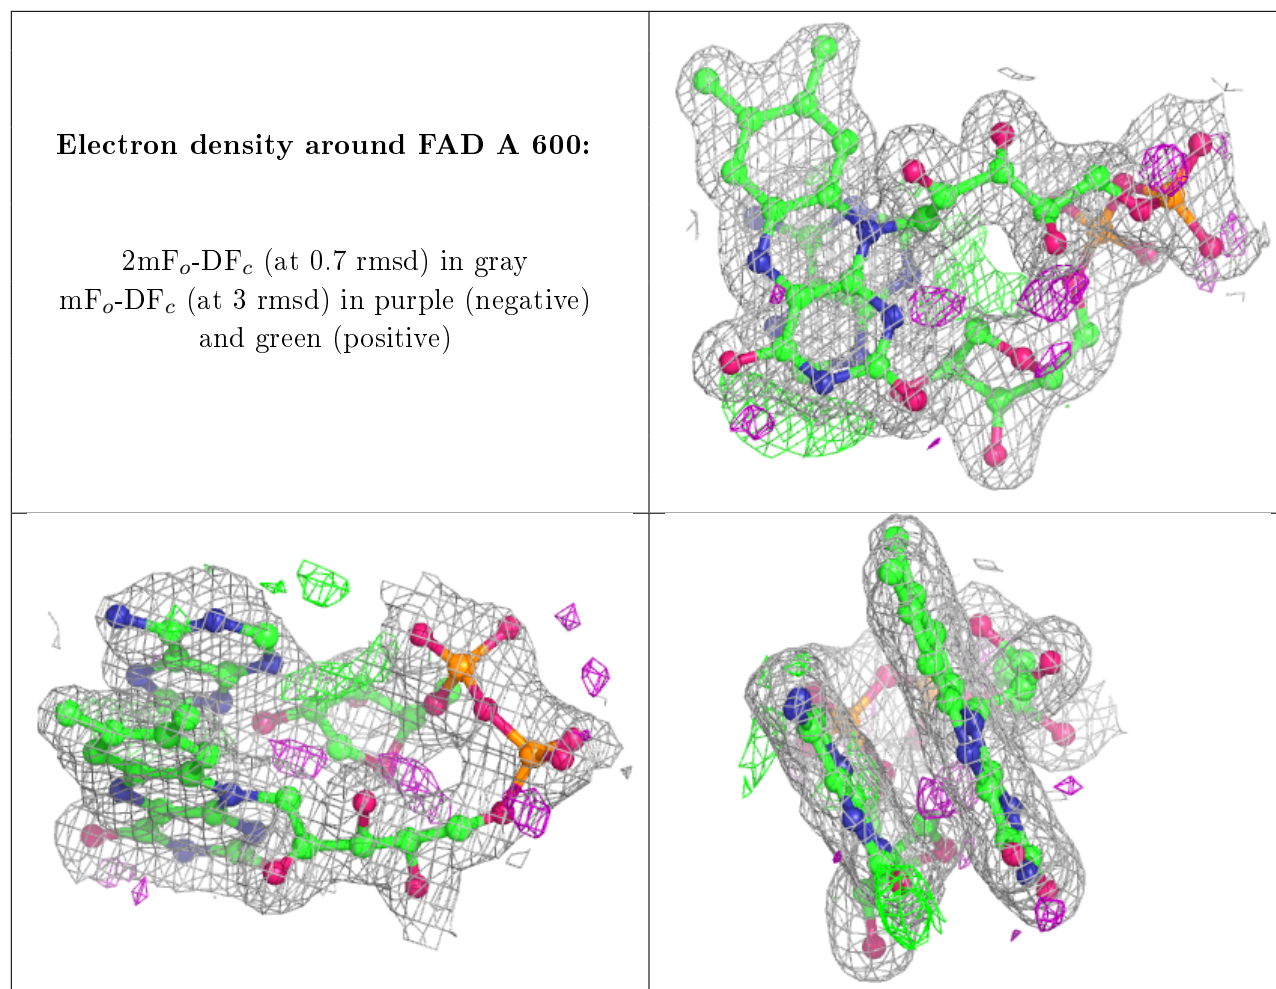 Electron density around FAD A 600:
2mFₒ-DF𝒸 (at 0.7 rmsd) in gray
mFₒ-DF𝒸 (at 3 rmsd) in purple (negative)
and green (positive)